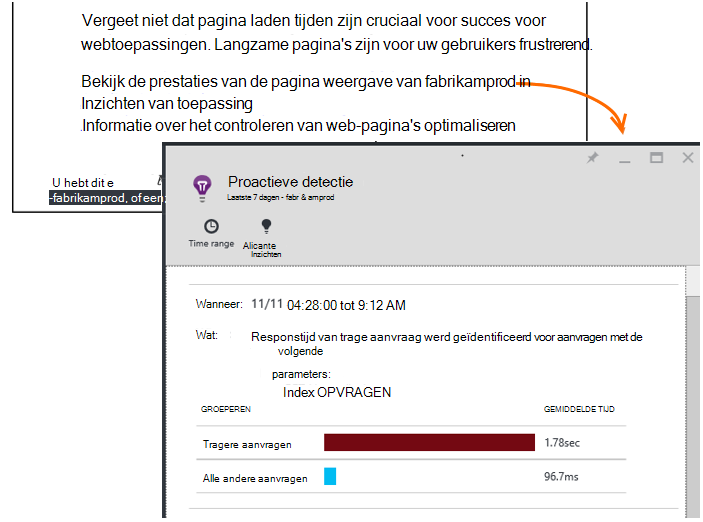 Vergeet niet dat pagina laden tijden zijn cruciaal voor succes voor
webtoepassingen. Langzame pagina's zijn voor uw gebruikers frustrerend.
Bekijk de prestaties van de pagina weergave van fabrikamprod in
Inzichten van toepassing
.Informatie over het controleren van web-pagina's optimaliseren
U hebt dit e
-fabrikamprod, of een
Proactieve detectie
Laatste 7 dagen - fabr & amprod
Time range
Alicante
Inzichten
Wanneer: 11/11 04:28:00 tot 9:12 AM
Wat: Responstijd van trage aanvraag werd geïdentificeerd voor aanvragen met de
volgende
parameters:
Index OPVRAGEN
GROEPEREN GEMIDDELDE TIJD
Tragere aanvragen 1.78sec
Alle andere aanvragen 96.7ms